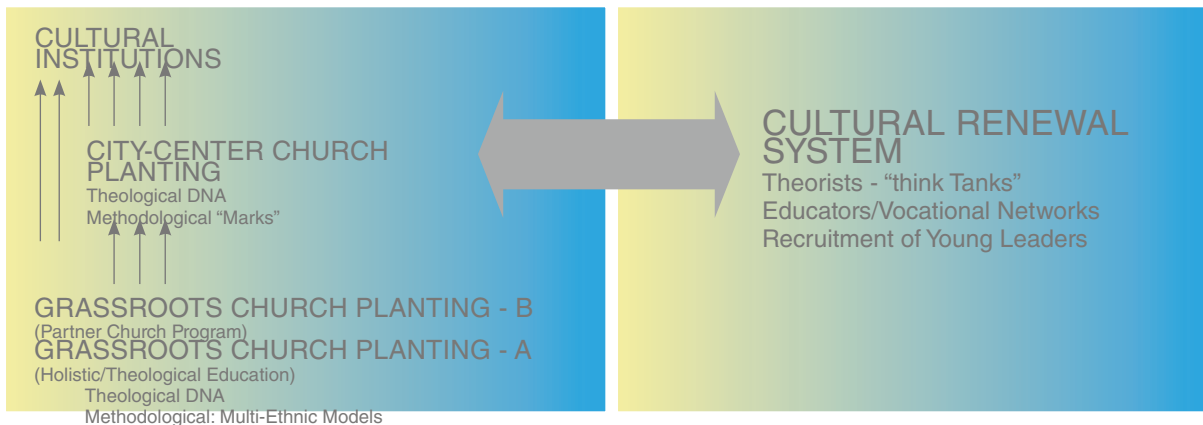 CULTURAL
INSTITUTIONS
CITY-CENTER CHURCH
PLANTING
Theological DNA
Methodological “Marks”
GRASSROOTS CHURCH PLANTING - B
(Partner Church Program)
GRASSROOTS CHURCH PLANTING - A
(Holistic/Theological Education)
Theological DNA
Methodological: Multi-Ethnic Models
CULTURAL RENEWAL
SYSTEM
Theorists - “think Tanks”
Educators/Vocational Networks
Recruitment of Young Leaders